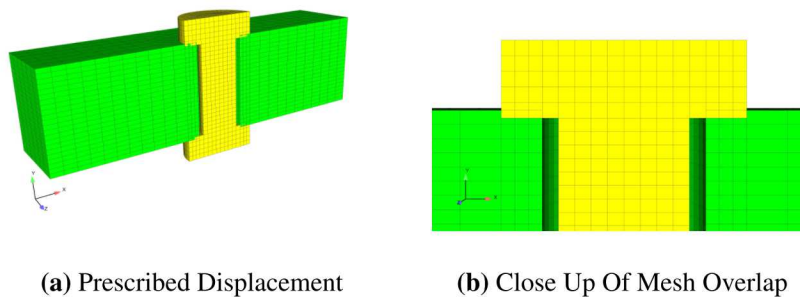 Y
X
Z
Y
X
(a) Prescribed Displacement
(b) Close Up Of Mesh Overlap